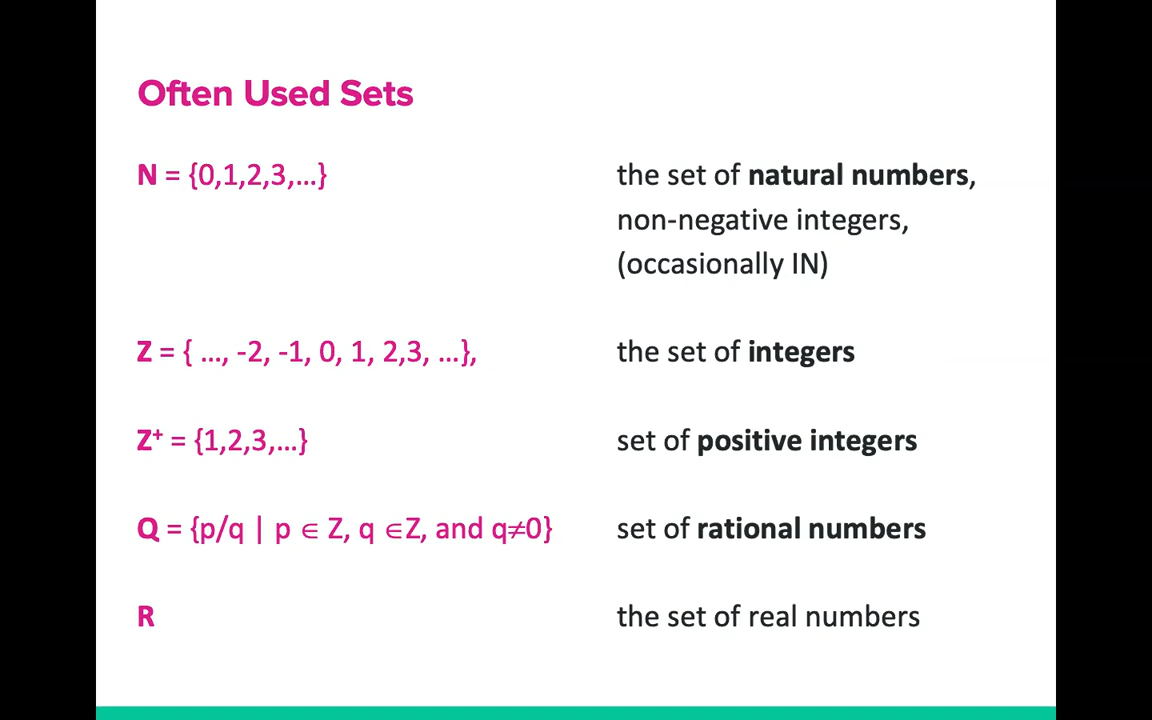 Often Used Sets
N = {0,1,2,3,...} the set of natural numbers,
non-negative integers,
(occasionally IN)
Z = { ..., -2, -1, 0, 1, 2,3, ...}, the set of integers
Z⁺ = {1,2,3,...} set of positive integers
Q = {p/q | p ∈ Z, q ∈Z, and q≠0} set of rational numbers
R the set of real numbers